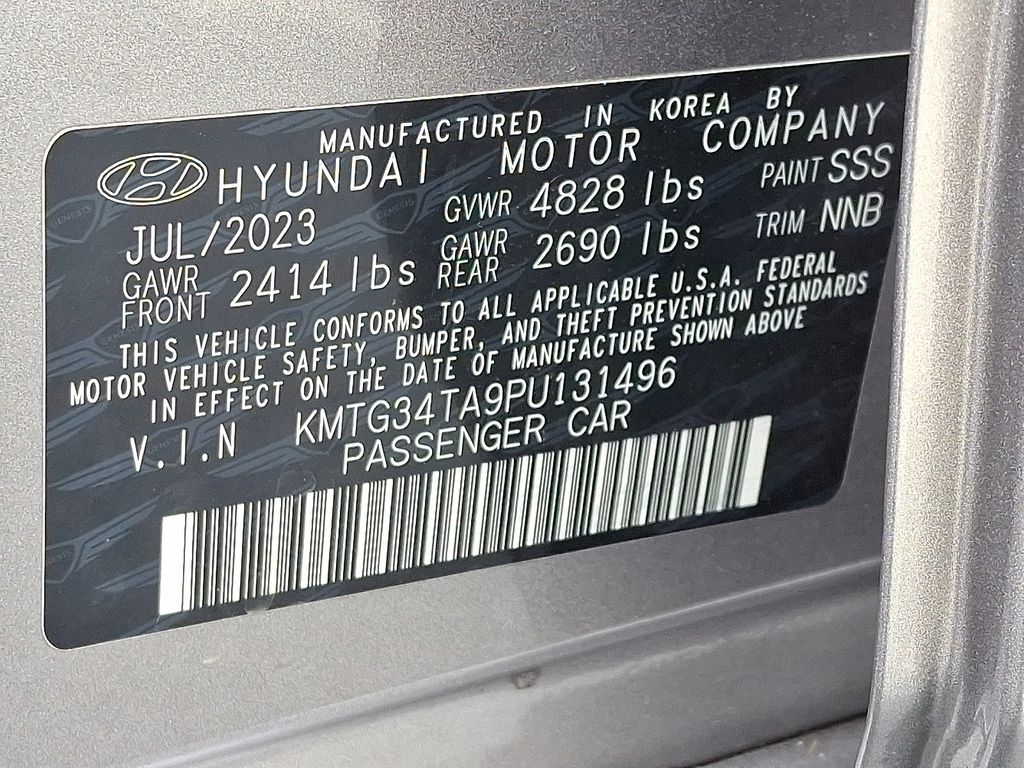 MANUFACTURED IN KOREA BY
HYUNDAI MOTOR COMPANY
JUL/2023 GVWR 4828 lbs PAINT SSS
GAWR FRONT 2414 lbs GAWR REAR 2690 lbs TRIM NNB
THIS VEHICLE CONFORMS TO ALL APPLICABLE U.S.A. FEDERAL
MOTOR VEHICLE SAFETY, BUMPER, AND THEFT PREVENTION STANDARDS
IN EFFECT ON THE DATE OF MANUFACTURE SHOWN ABOVE
V.I.N KMTG34TA9PU131496
PASSENGER CAR